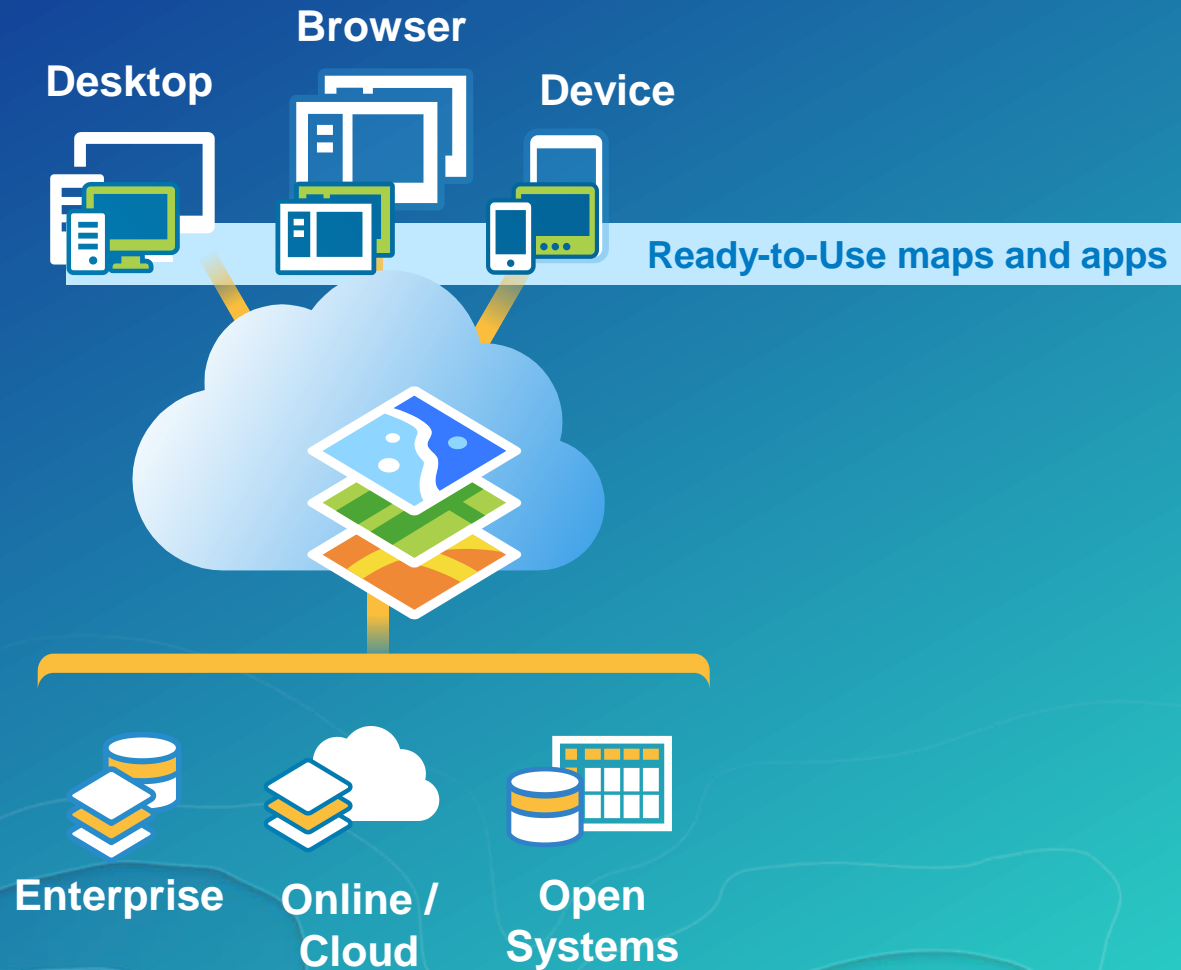 Browser
Desktop
Device
Ready-to-Use maps and apps
Enterprise
Online /
Cloud
Open
Systems